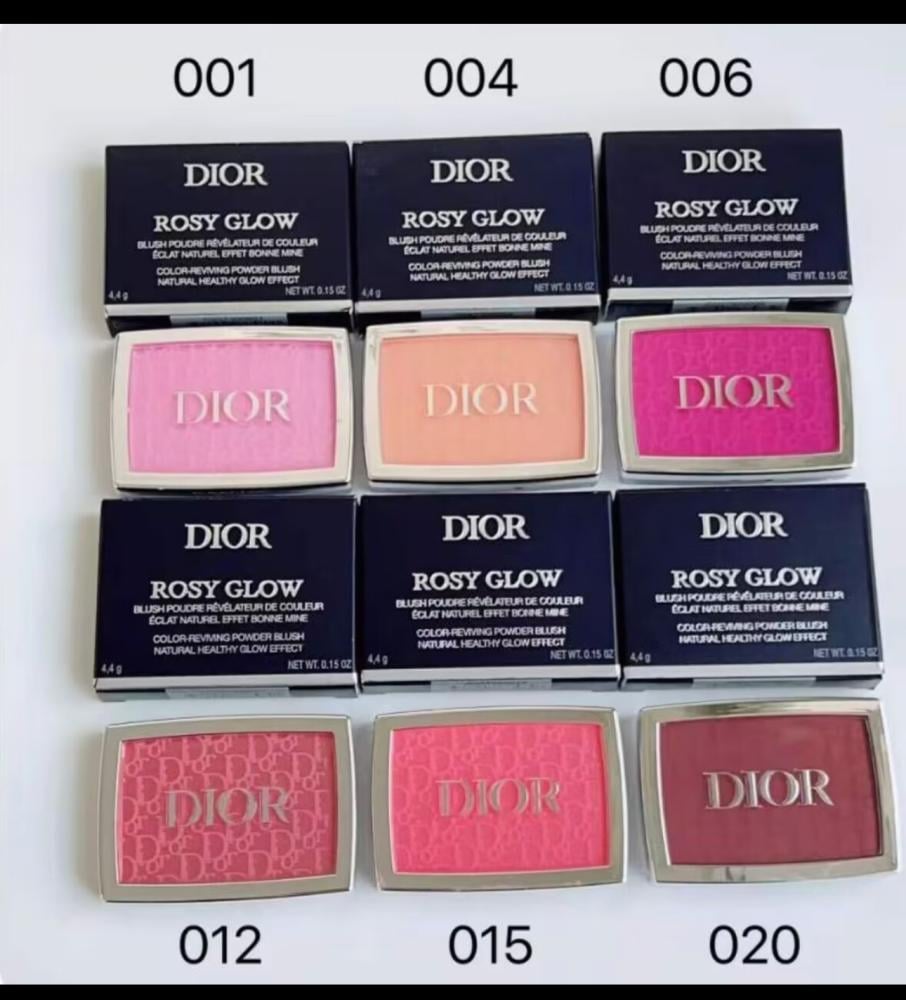 001
004
006
DIOR
ROSY GLOW
BLUSH POUDRE RÉVÉLATEUR DE COULEUR
ÉCLAT NATUREL EFFET BONNE MINE
COLOR-REVIVING POWDER BLUSH
NATURAL HEALTHY GLOW EFFECT
4,4 g
NET WT. 0.15 OZ
DIOR
ROSY GLOW
BLUSH POUDRE RÉVÉLATEUR DE COULEUR
ÉCLAT NATUREL EFFET BONNE MINE
COLOR-REVIVING POWDER BLUSH
NATURAL HEALTHY GLOW EFFECT
4,4 g
NET WT. 0.15 OZ
DIOR
ROSY GLOW
BLUSH POUDRE RÉVÉLATEUR DE COULEUR
ÉCLAT NATUREL EFFET BONNE MINE
COLOR-REVIVING POWDER BLUSH
NATURAL HEALTHY GLOW EFFECT
4,4 g
NET WT. 0.15 OZ
DIOR
DIOR
DIOR
DIOR
ROSY GLOW
BLUSH POUDRE RÉVÉLATEUR DE COULEUR
ÉCLAT NATUREL EFFET BONNE MINE
COLOR-REVIVING POWDER BLUSH
NATURAL HEALTHY GLOW EFFECT
4,4 g
NET WT. 0.15 OZ
DIOR
ROSY GLOW
BLUSH POUDRE RÉVÉLATEUR DE COULEUR
ÉCLAT NATUREL EFFET BONNE MINE
COLOR-REVIVING POWDER BLUSH
NATURAL HEALTHY GLOW EFFECT
4,4 g
NET WT. 0.15 OZ
DIOR
ROSY GLOW
BLUSH POUDRE RÉVÉLATEUR DE COULEUR
ÉCLAT NATUREL EFFET BONNE MINE
COLOR-REVIVING POWDER BLUSH
NATURAL HEALTHY GLOW EFFECT
4,4 g
NET WT. 0.15 OZ
DIOR
DIOR
DIOR
012
015
020